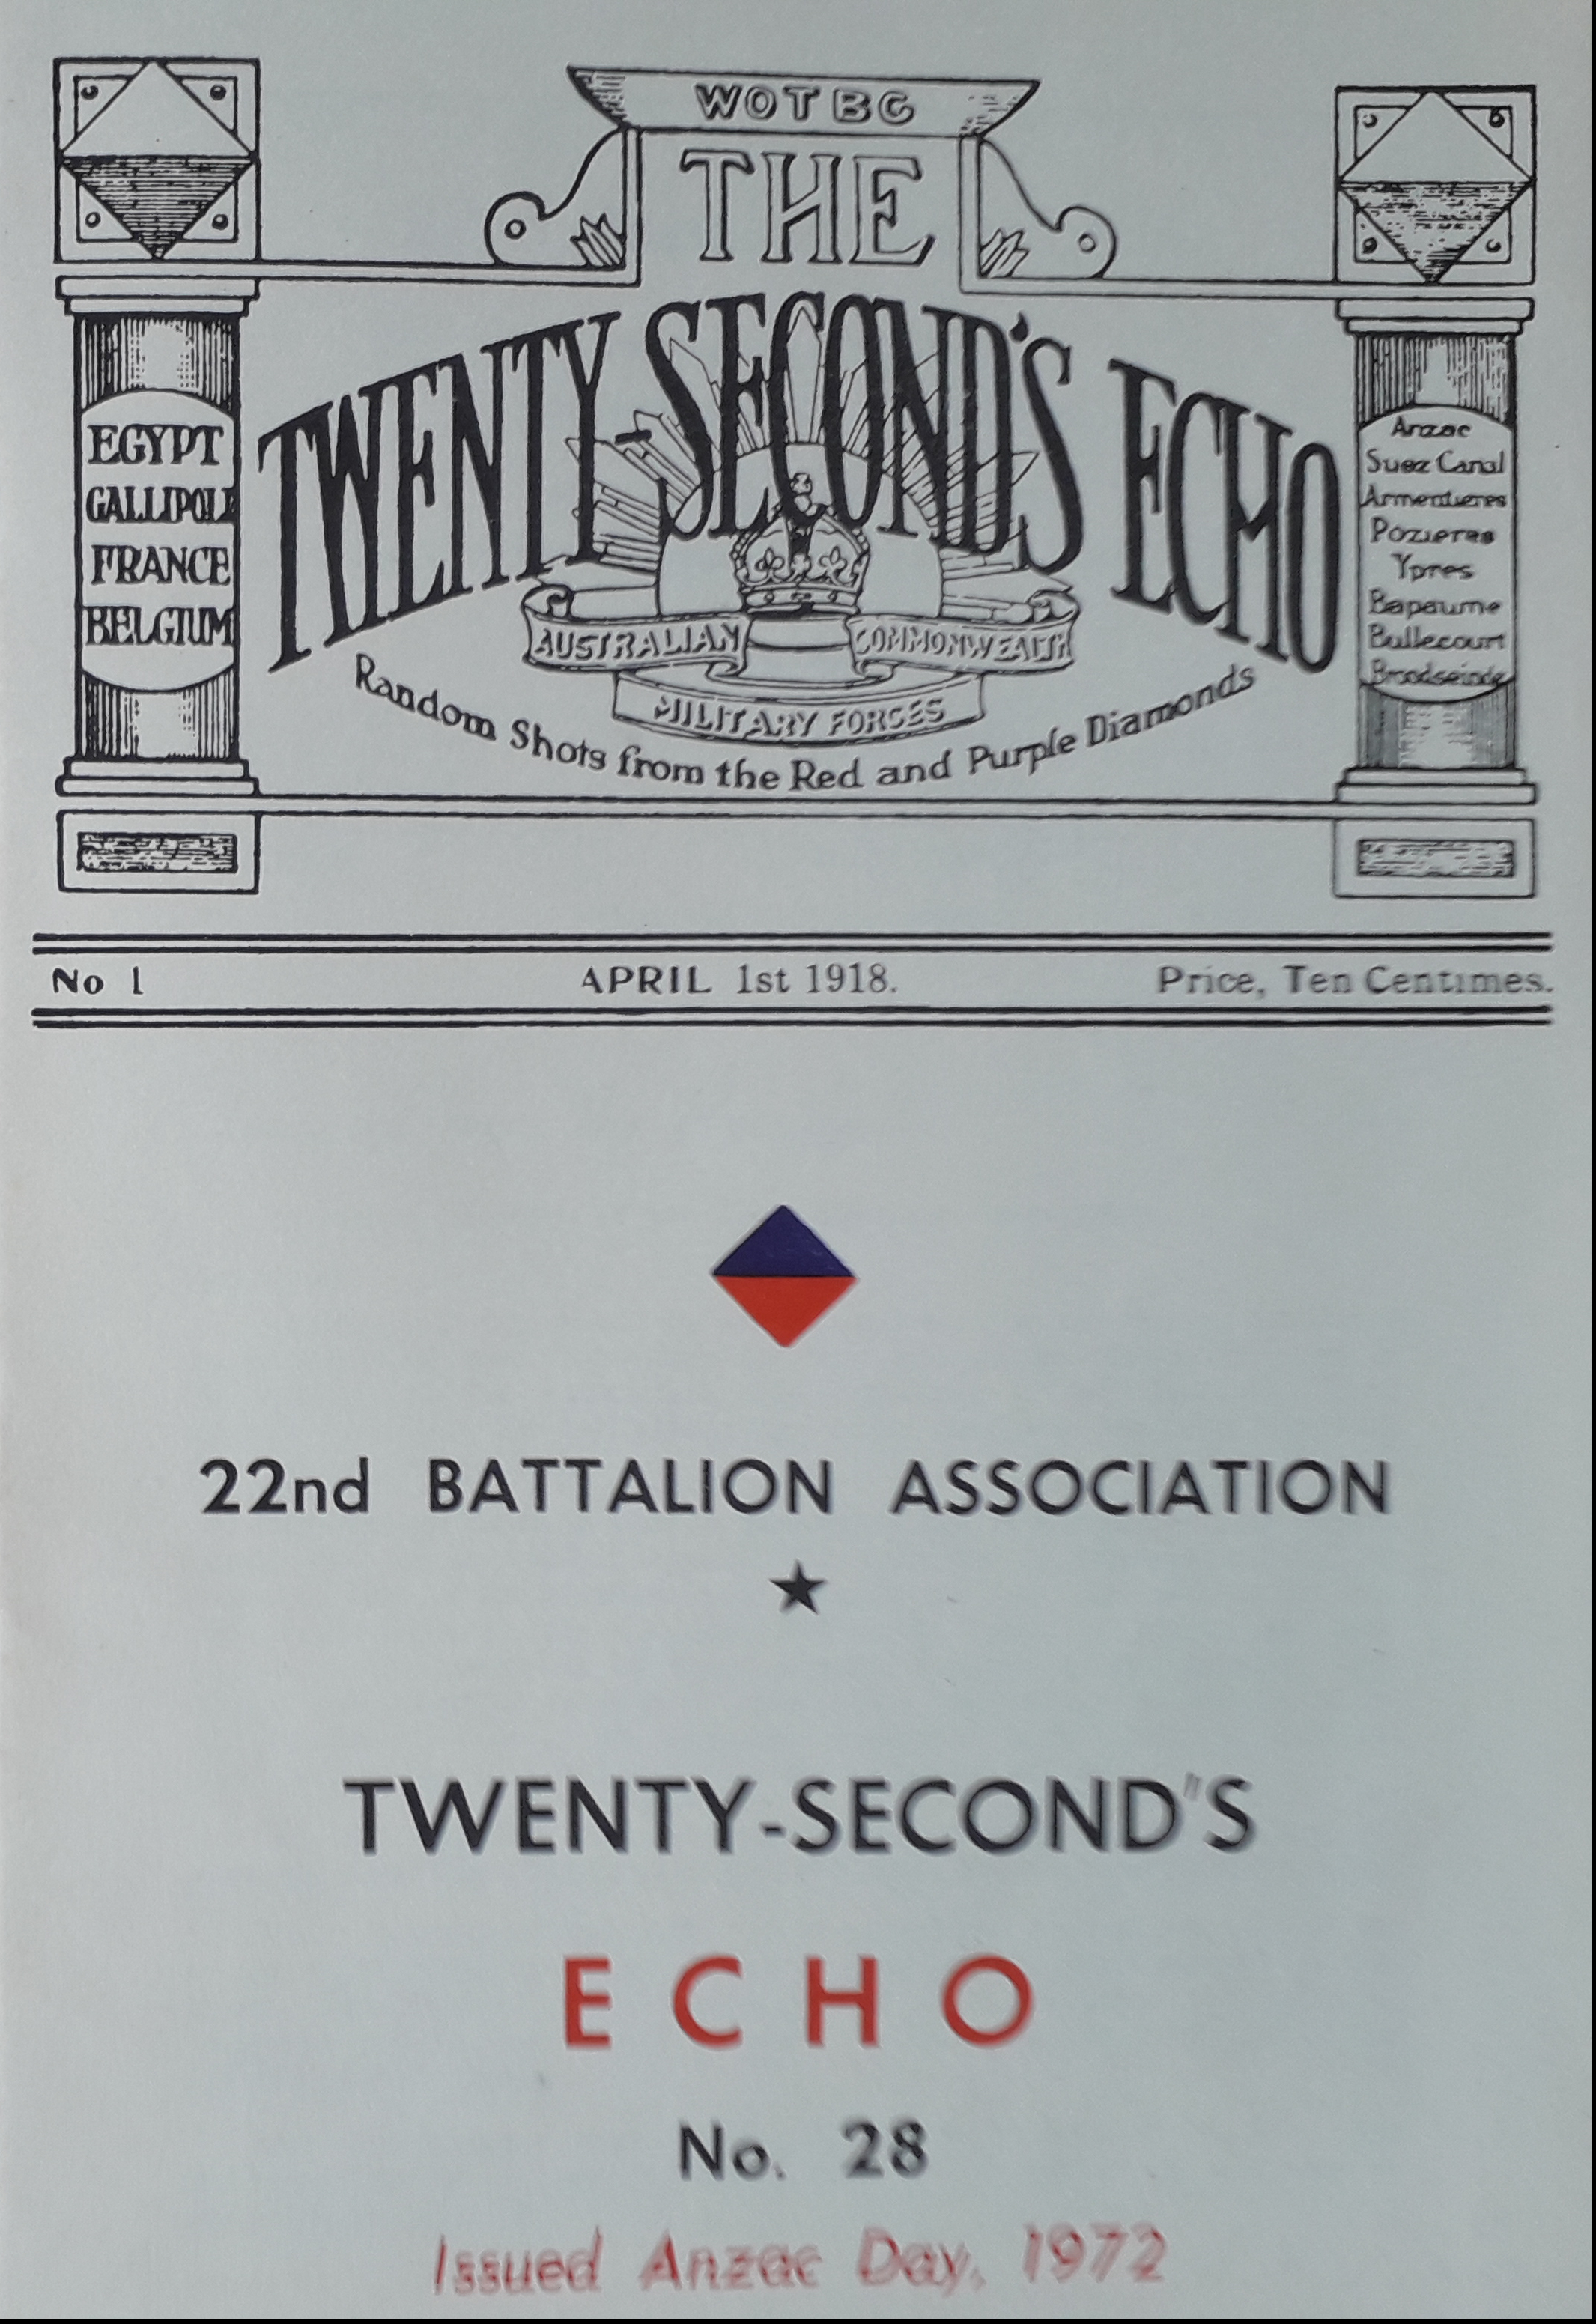 WOTBC
THE
TWENTY-SECOND'S ECHO
EGYPT
GALLIPOLI
FRANCE
BELGIUM
Anzac
Suez Canal
Armentieres
Pozieres
Ypres
Bapaume
Bullecourt
Broodseinde
AUSTRALIAN COMMONWEALTH
MILITARY FORCES
Random Shots from the Red and Purple Diamonds
No 1 APRIL 1st 1918. Price, Ten Centimes.
22nd BATTALION ASSOCIATION
TWENTY-SECOND'S
ECHO
No. 28
Issued Anzac Day, 1972